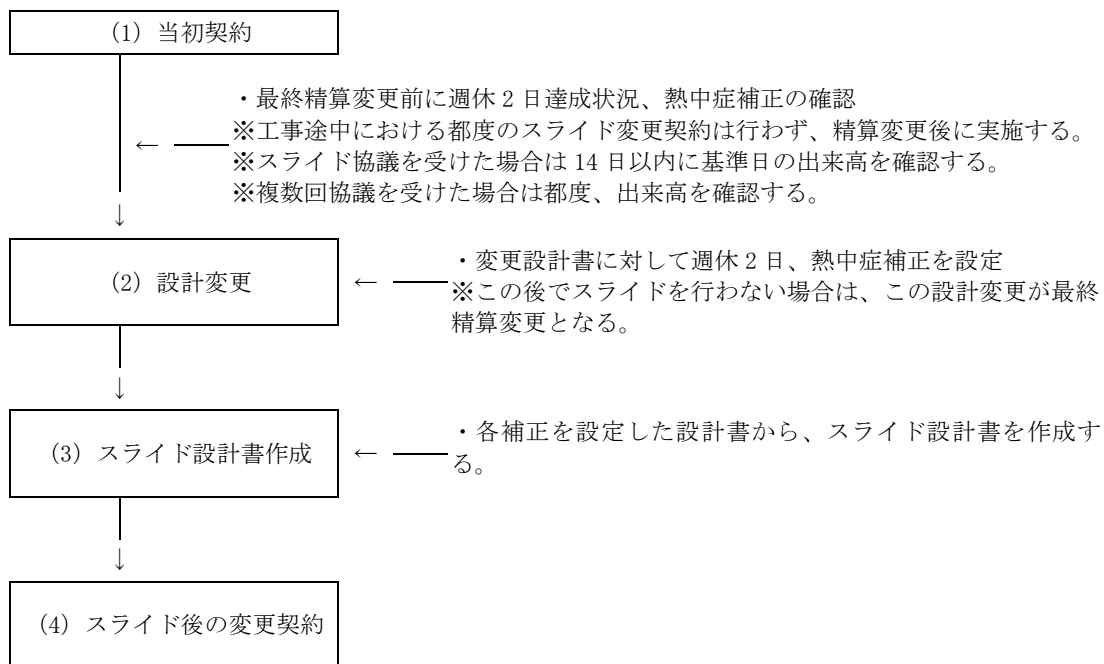 (1) 当初契約
・最終精算変更前に週休2日達成状況、熱中症補正の確認
※工事途中における都度のスライド変更契約は行わず、精算変更後に実施する。
※スライド協議を受けた場合は14日以内に基準日の出来高を確認する。
※複数回協議を受けた場合は都度、出来高を確認する。
(2) 設計変更
・変更設計書に対して週休2日、熱中症補正を設定
※この後でスライドを行わない場合は、この設計変更が最終
精算変更となる。
(3) スライド設計書作成
・各補正を設定した設計書から、スライド設計書を作成す
る。
(4) スライド後の変更契約